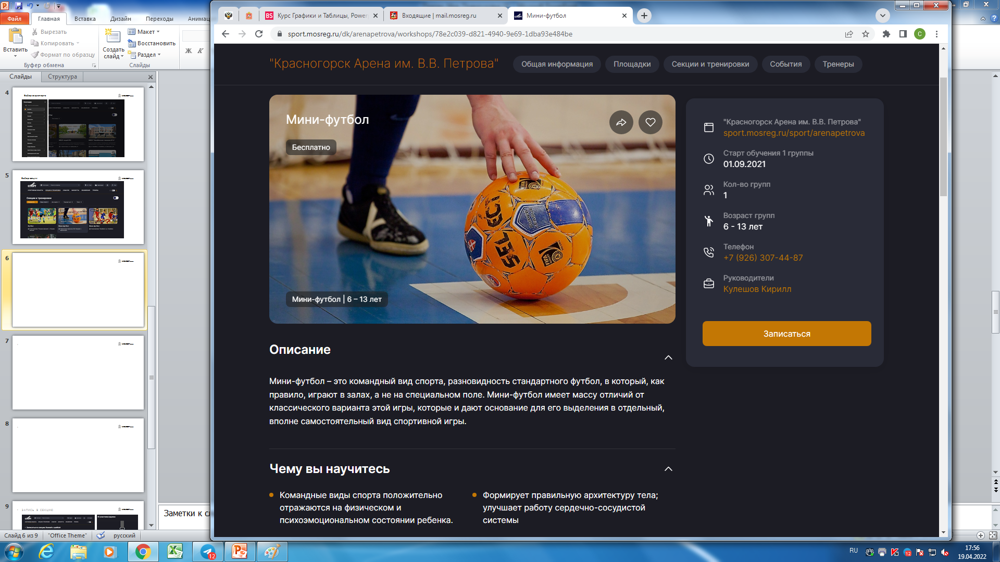 Файл
Главная
Вставка
Дизайн
Переходы
Вставить
Вырезать
Копировать
Формат по образцу
Буфер обмена
Создать
слайд
Макет
Восстановить
Раздел
Слайды
Ж К
Слайды
Структура
4
5
6
7
8
9
Заметки к
Слайд 6 из 9
"Office Theme"
русский
Курс Графики и Таблицы, Power
Входящие | mail.mosreg.ru
Мини-футбол
sport.mosreg.ru/dk/arenapetrova/workshops/78e2c039-d821-4940-9e69-1dba93e484be
С
"Красногорск Арена им. В.В. Петрова"
Общая информация
Площадки
Секции и тренировки
События
Тренеры
Мини-футбол
Бесплатно
Мини-футбол | 6 – 13 лет
"Красногорск Арена им. В.В. Петрова"
sport.mosreg.ru/sport/arenapetrova
Старт обучения 1 группы
01.09.2021
Кол-во групп
1
Возраст групп
6 - 13 лет
Телефон
+7 (926) 307-44-87
Руководители
Кулешов Кирилл
Записаться
Описание
Мини-футбол – это командный вид спорта, разновидность стандартного футбол, в который, как
правило, играют в залах, а не на специальном поле. Мини-футбол имеет массу отличий от
классического варианта этой игры, которые и дают основание для его выделения в отдельный,
вполне самостоятельный вид спортивной игры.
Чему вы научитесь
Командные виды спорта положительно
отражаются на физическом и
психоэмоциональном состоянии ребенка.
Формирует правильную архитектуру тела;
улучшает работу сердечно-сосудистой
системы
RU
17:56
19.04.2022